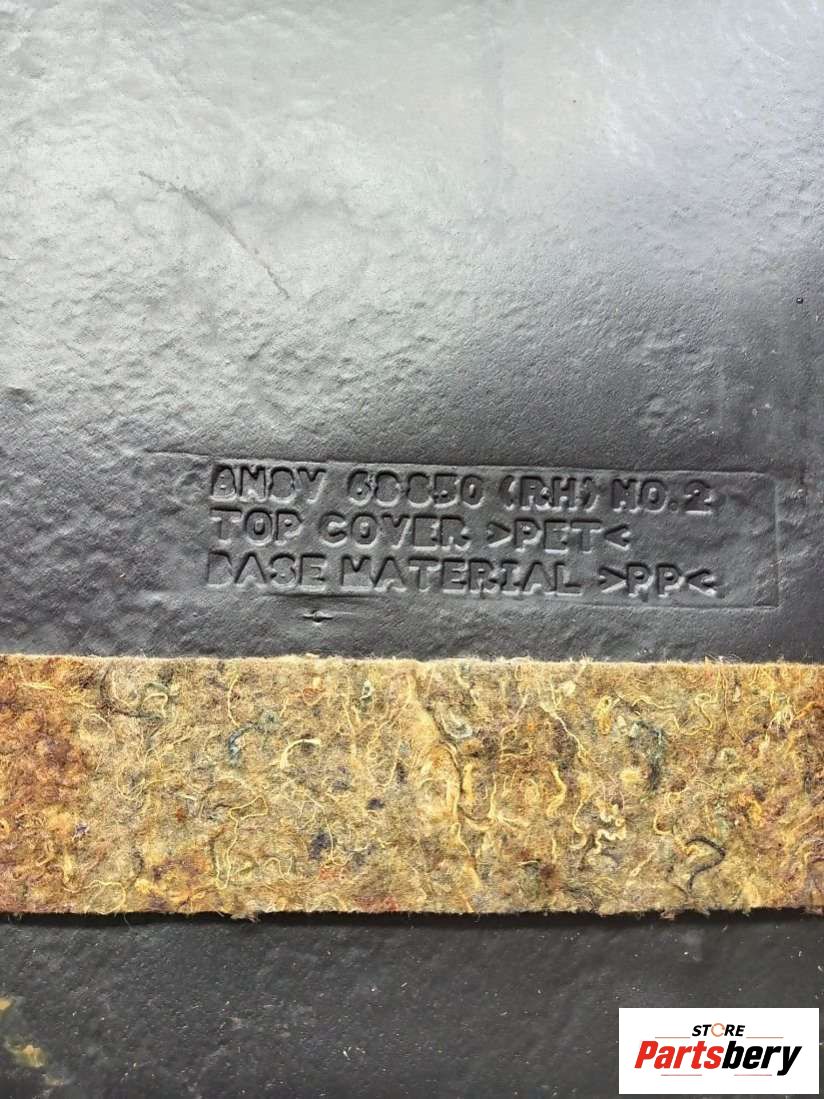 BN8V 68850 (RH) NO.2
TOP COVER >PET<
BASE MATERIAL >PP<
STORE
Partsbery